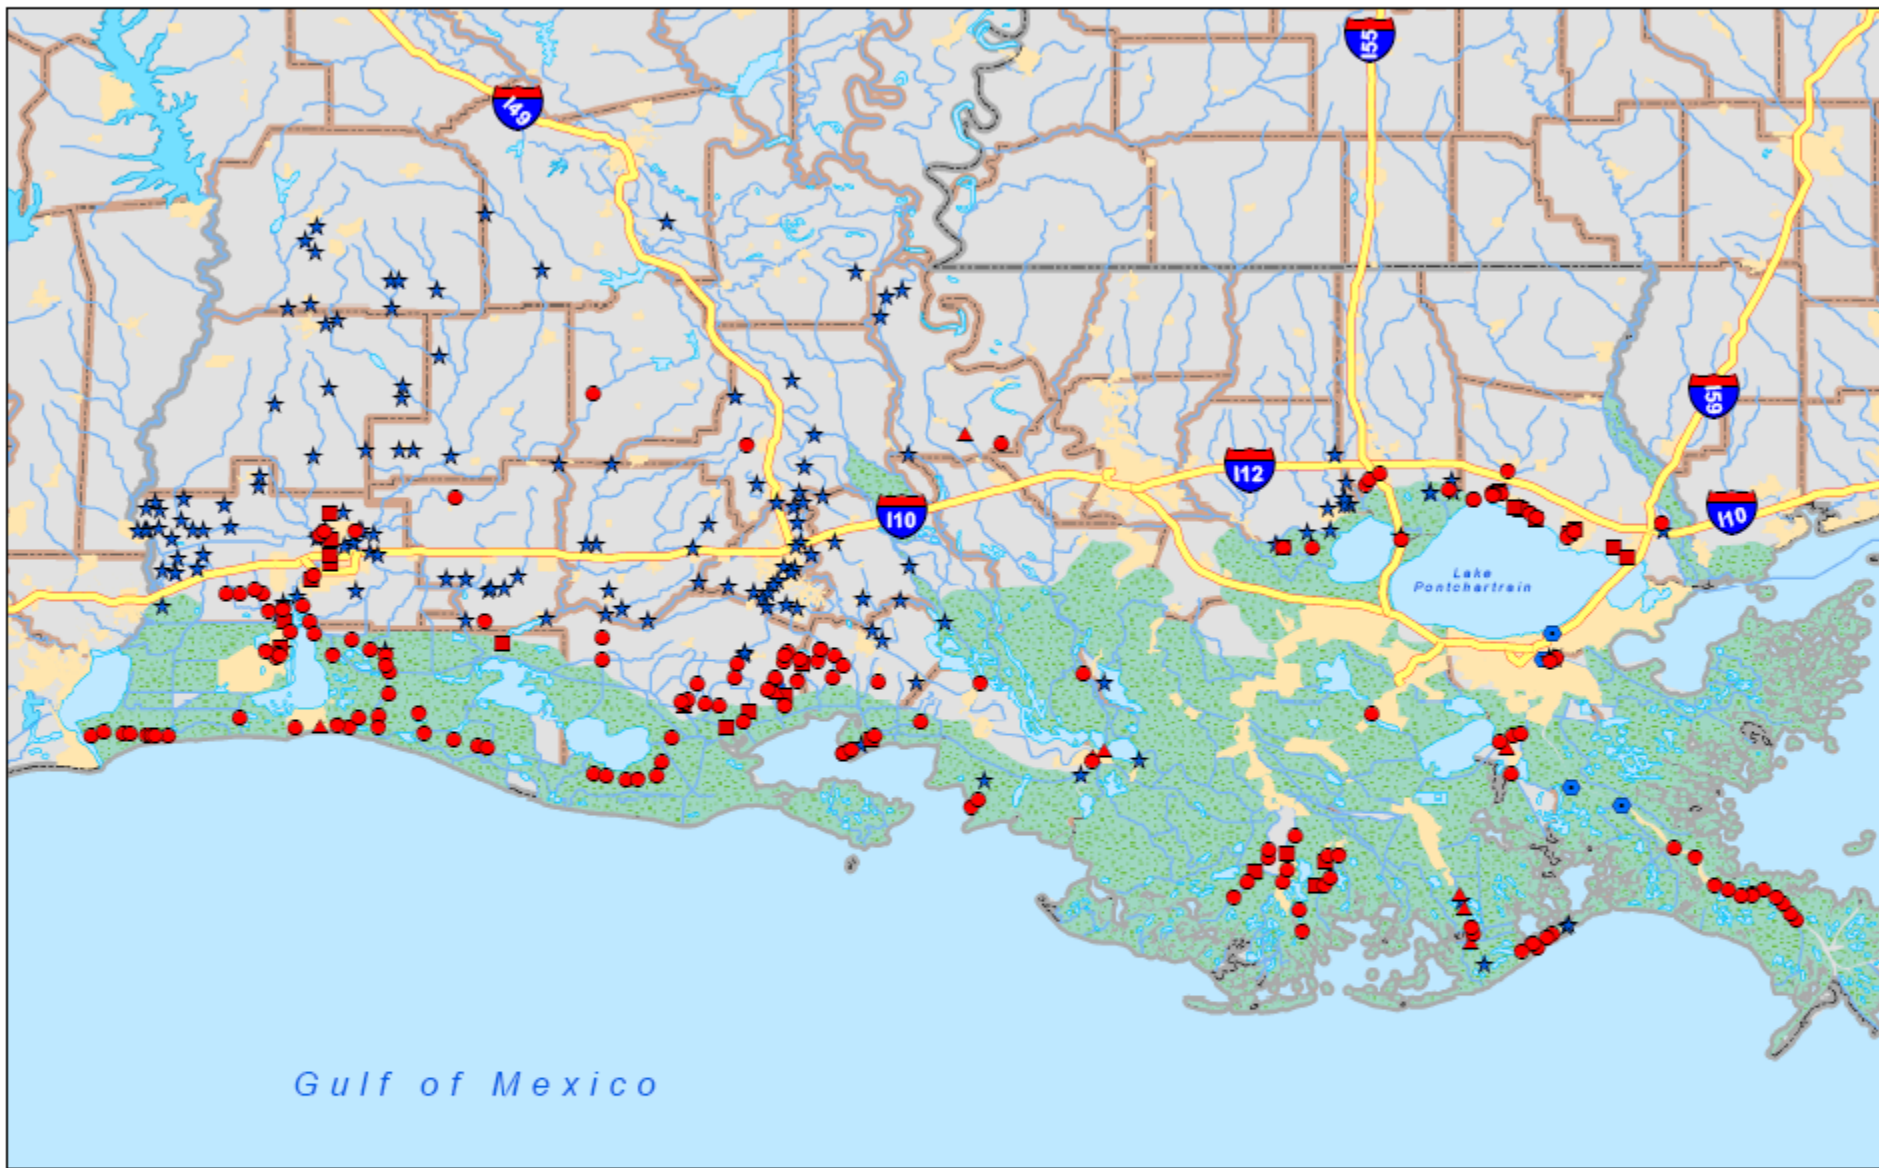 I55
I49
I59
I12
I10
I10
Lake
Pontchartrain
Gulf of Mexico